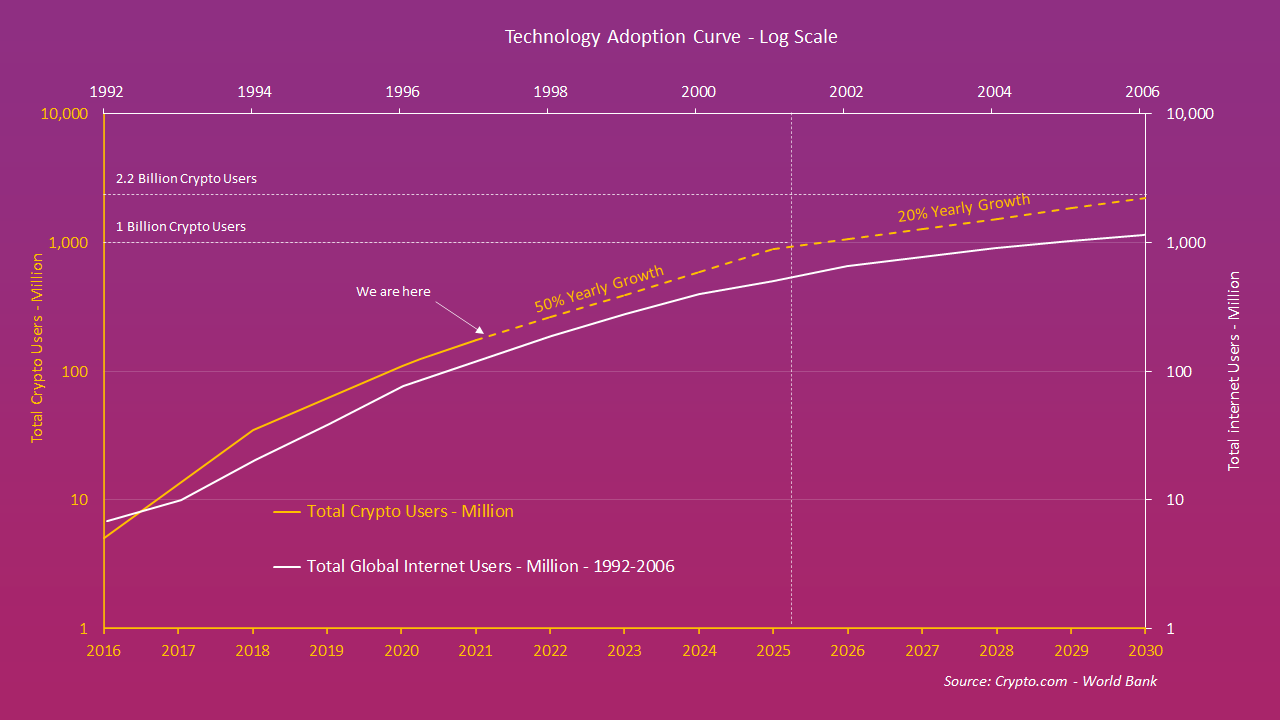 Technology Adoption Curve - Log Scale
1992 1994 1996 1998 2000 2002 2004 2006
10,000 10,000
2.2 Billion Crypto Users
20% Yearly Growth
1 Billion Crypto Users
1,000 1,000
50% Yearly Growth
We are here
Total Crypto Users - Million
Total internet Users - Million
100 100
10 10
Total Crypto Users - Million
Total Global Internet Users - Million - 1992-2006
1 1
2016 2017 2018 2019 2020 2021 2022 2023 2024 2025 2026 2027 2028 2029 2030
Source: Crypto.com - World Bank